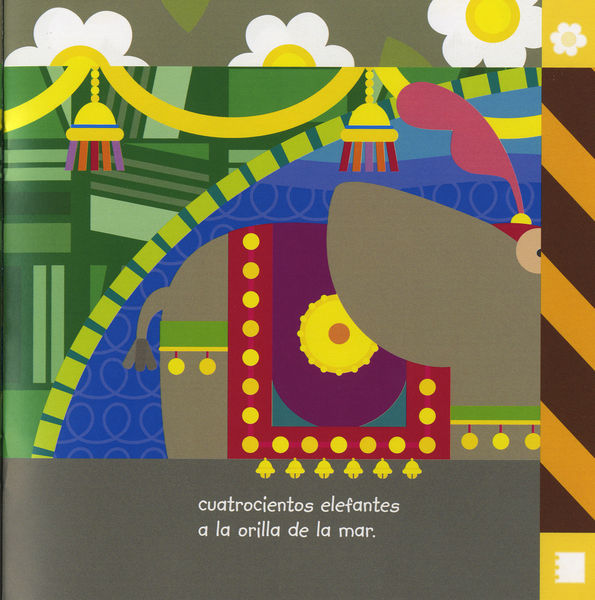 cuatrocientos elefantes
a la orilla de la mar.